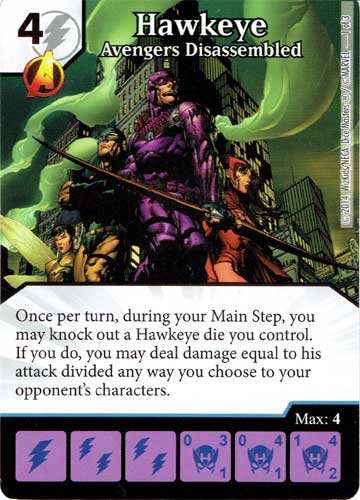 4
Hawkeye
Avengers Disassembled
Once per turn, during your Main Step, you
may knock out a Hawkeye die you control.
If you do, you may deal damage equal to his
attack divided any way you choose to your
opponent's characters.
Max: 4
0 3 1
0 4 1
1 4 2